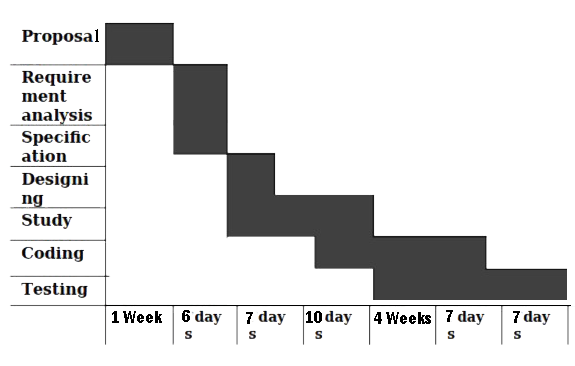 Proposal
Require
ment
analysis
Specific
ation
Designi
ng
Study
Coding
Testing
1 Week
6 day
s
7 day
s
10 day
s
4 Weeks
7 day
s
7 day
s